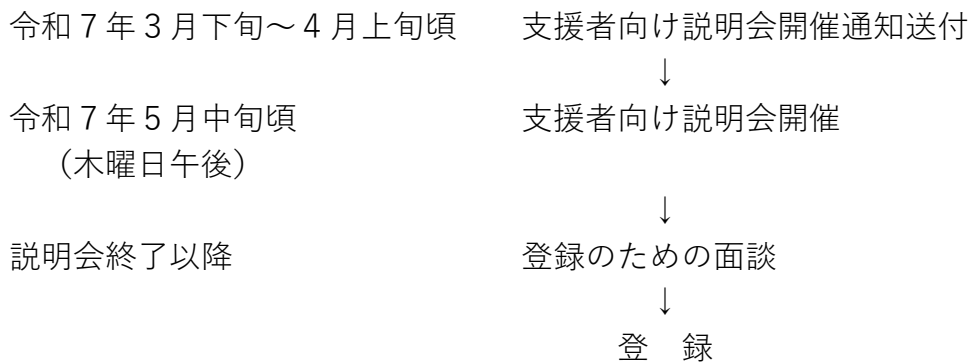 令和７年３月下旬～４月上旬頃　　支援者向け説明会開催通知送付
↓
令和７年５月中旬頃　　支援者向け説明会開催
（木曜日午後）
↓
説明会終了以降　　登録のための面談
↓
登　録